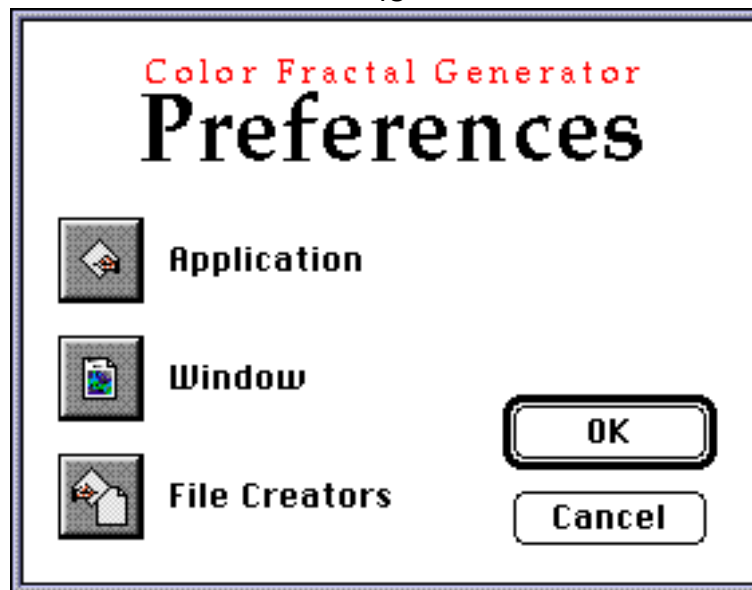 Color Fractal Generator
Preferences
Application
Window
File Creators
OK
Cancel